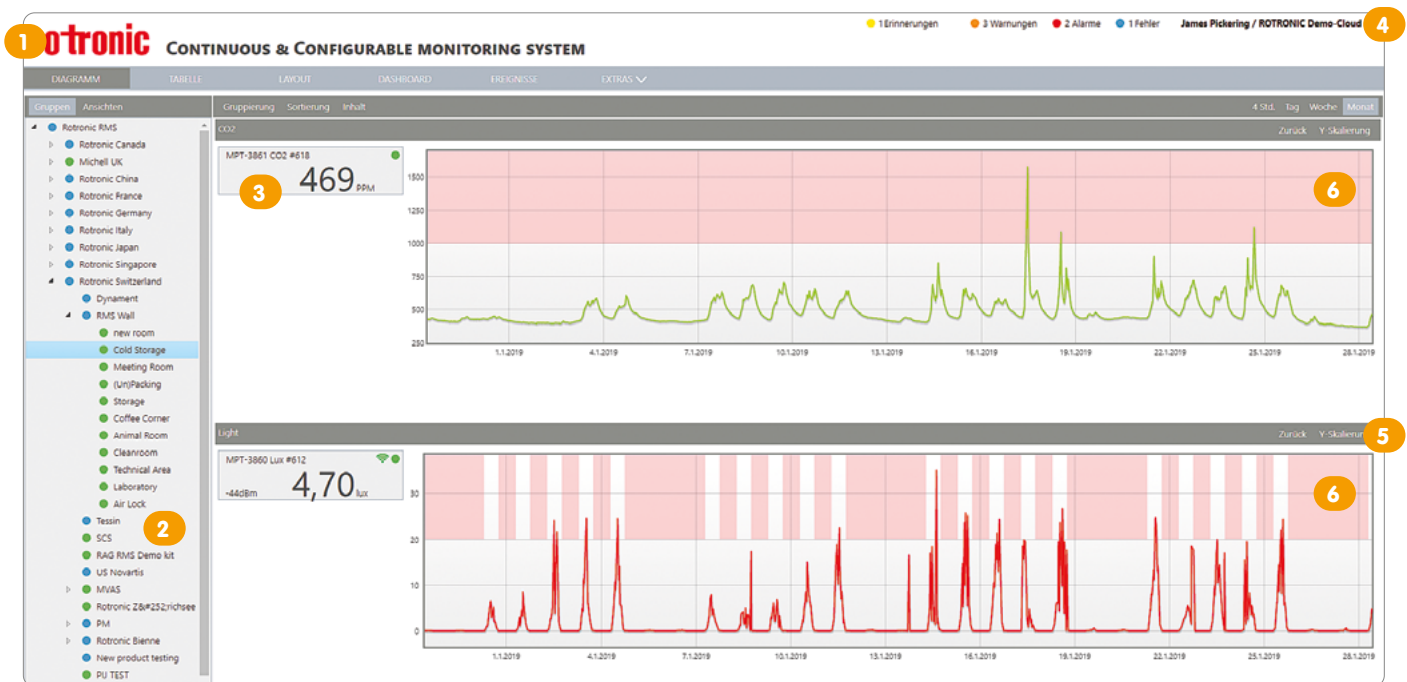 1 otronic CONTINUOUS & CONFIGURABLE MONITORING SYSTEM
1 Erinnerungen 3 Warnungen 2 Alarme 1 Fehler James Pickering / ROTRONIC Demo-Cloud 4
DIAGRAMM TABELLE LAYOUT DASHBOARD EREIGNISSE EXTRAS
Gruppen Ansichten
Rotronic RMS
Rotronic Canada
Michell UK
Rotronic China
Rotronic France
Rotronic Germany
Rotronic Italy
Rotronic Japan
Rotronic Singapore
Rotronic Switzerland
Dynament
RMS Wall
new room
Cold Storage
Meeting Room
(Un)Packing
Storage
Coffee Corner
Animal Room
Cleanroom
Technical Area
Laboratory
Air Lock
Tessin
2
SCS
RAG RMS Demo kit
US Novartis
MVAS
Rotronic Z&#252;richsee
PM
Rotronic Bienne
New product testing
PU TEST
Gruppierung Sortierung Inhalt 4 Std. Tag Woche Monat
CO2 Zurück Y-Skalierung
MPT-3861 CO2 #618
469 PPM
3
6
1500
1250
1000
750
500
250
1.1.2019 4.1.2019 7.1.2019 10.1.2019 13.1.2019 16.1.2019 19.1.2019 22.1.2019 25.1.2019 28.1.2019
Light Zurück Y-Skalierun 5
MPT-3860 Lux #612
-44dBm 4,70 lux
6
30
20
10
0
1.1.2019 4.1.2019 7.1.2019 10.1.2019 13.1.2019 16.1.2019 19.1.2019 22.1.2019 25.1.2019 28.1.2019